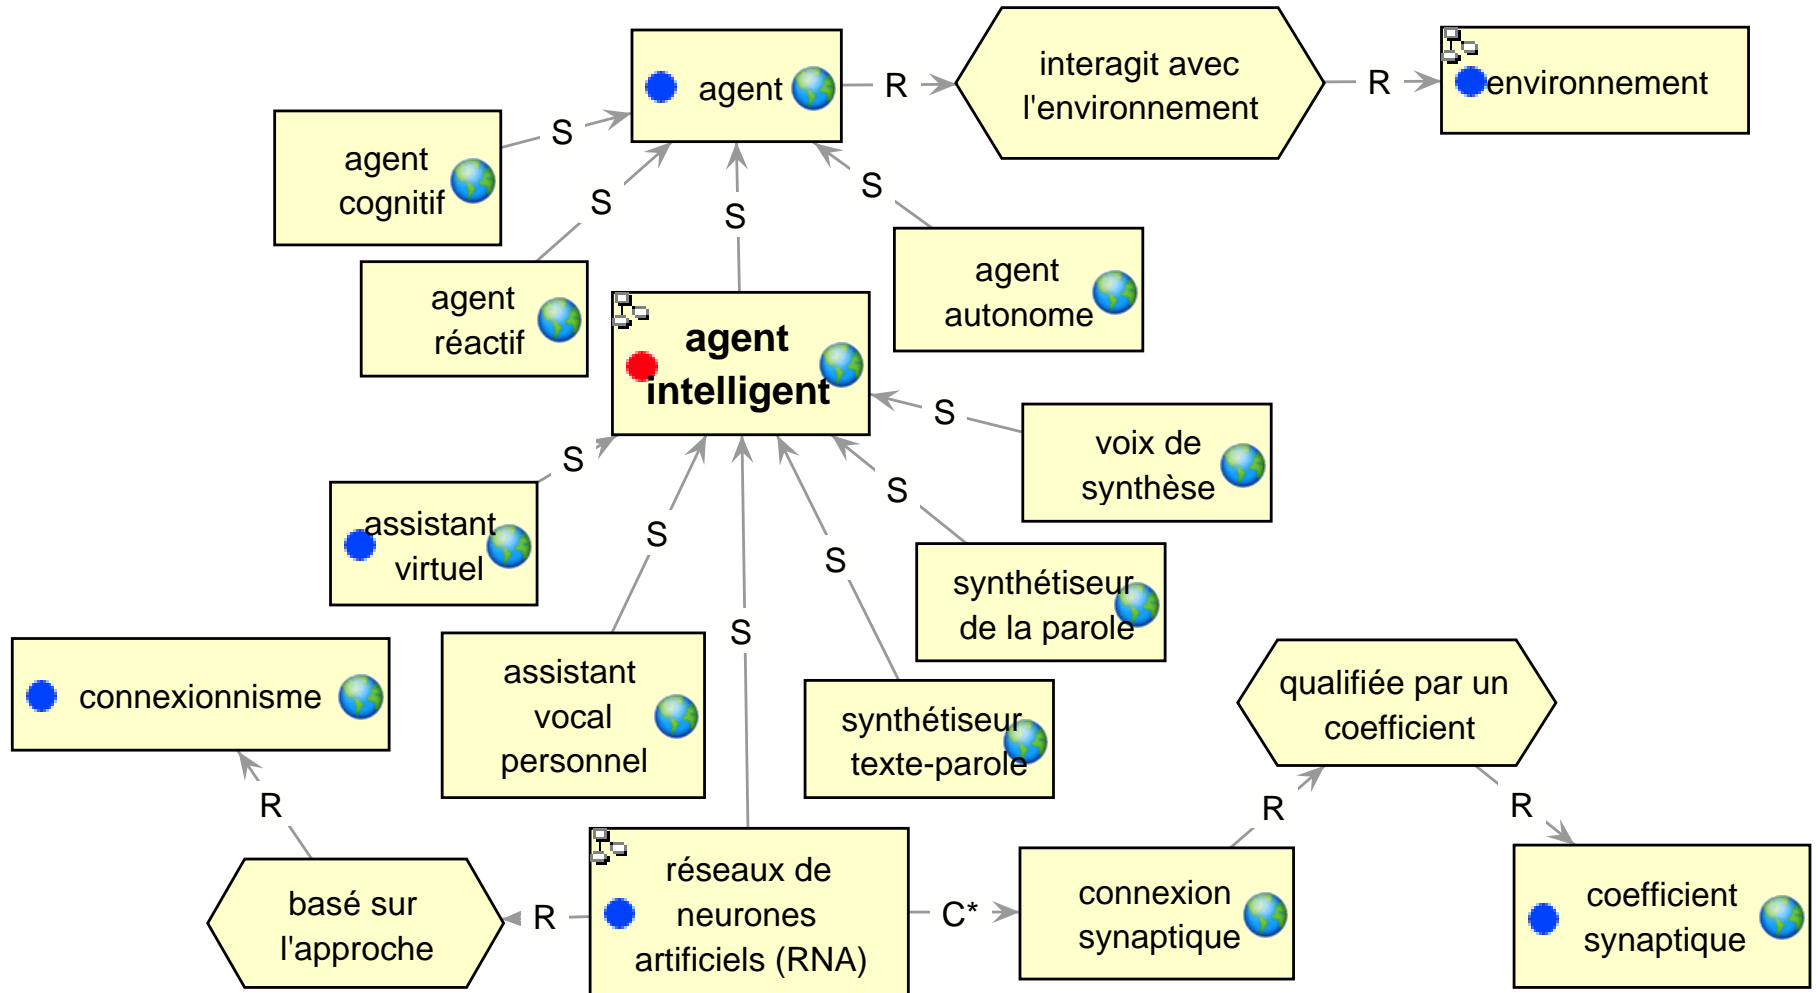 agent
R
interagit avec
l'environnement
R
environnement
agent
cognitif
S
S
S
S
agent
réactif
agent
autonome
agent
intelligent
S
voix de
synthèse
S
assistant
virtuel
S
S
S
S
synthétiseur
de la parole
connexionnisme
assistant
vocal
personnel
synthétiseur
texte-parole
qualifiée par un
coefficient
R
R
R
basé sur
l'approche
R
réseaux de
neurones
artificiels (RNA)
C*
connexion
synaptique
coefficient
synaptique